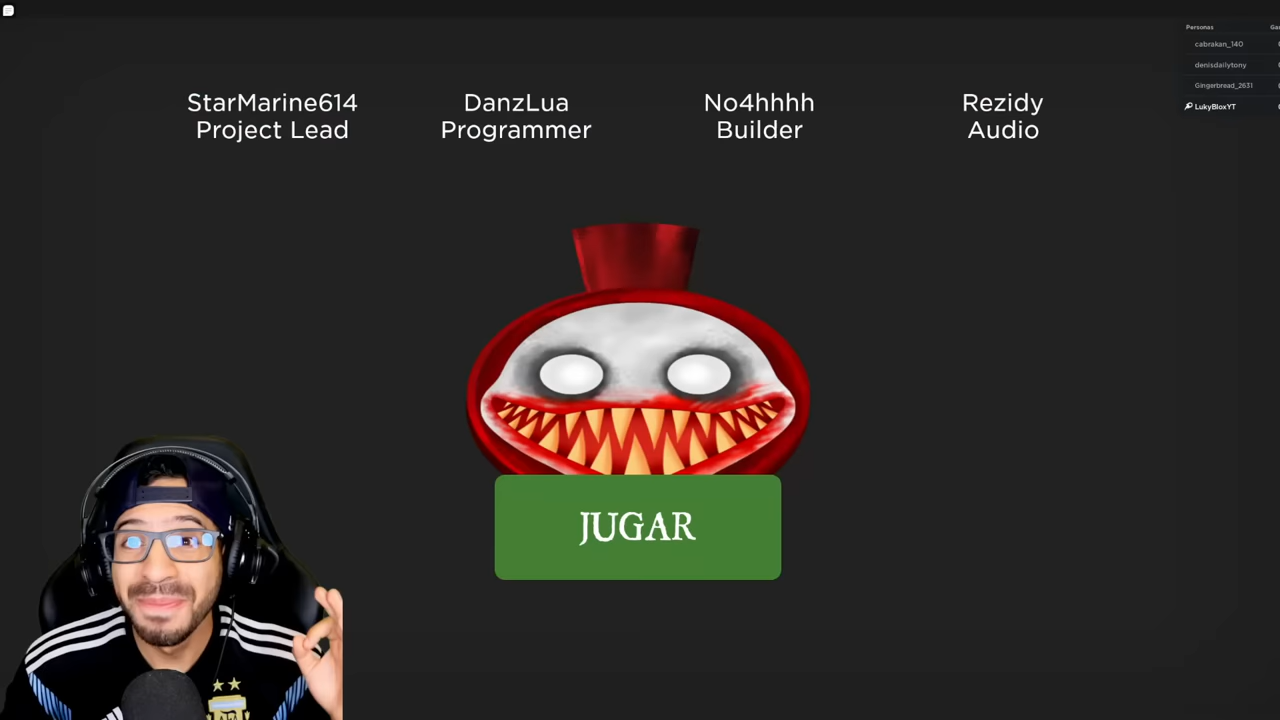 StarMarine614
Project Lead
DanzLua
Programmer
No4hhhh
Builder
Rezidy
Audio
Personas
cabrakan_140
denisdailytony
Gingerbread_2631
LukyBloxYT
JUGAR